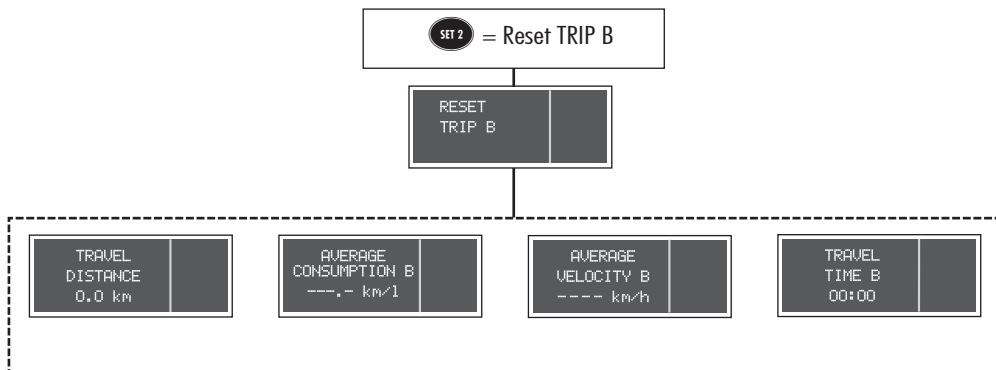 SET 2 = Reset TRIP B
RESET
TRIP B
TRAVEL
DISTANCE
0.0 km
AVERAGE
CONSUMPTION B
---.- km/l
AVERAGE
VELOCITY B
---- km/h
TRAVEL
TIME B
00:00